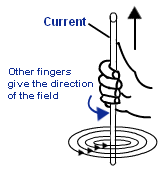 Current
Other fingers
give the direction
of the field